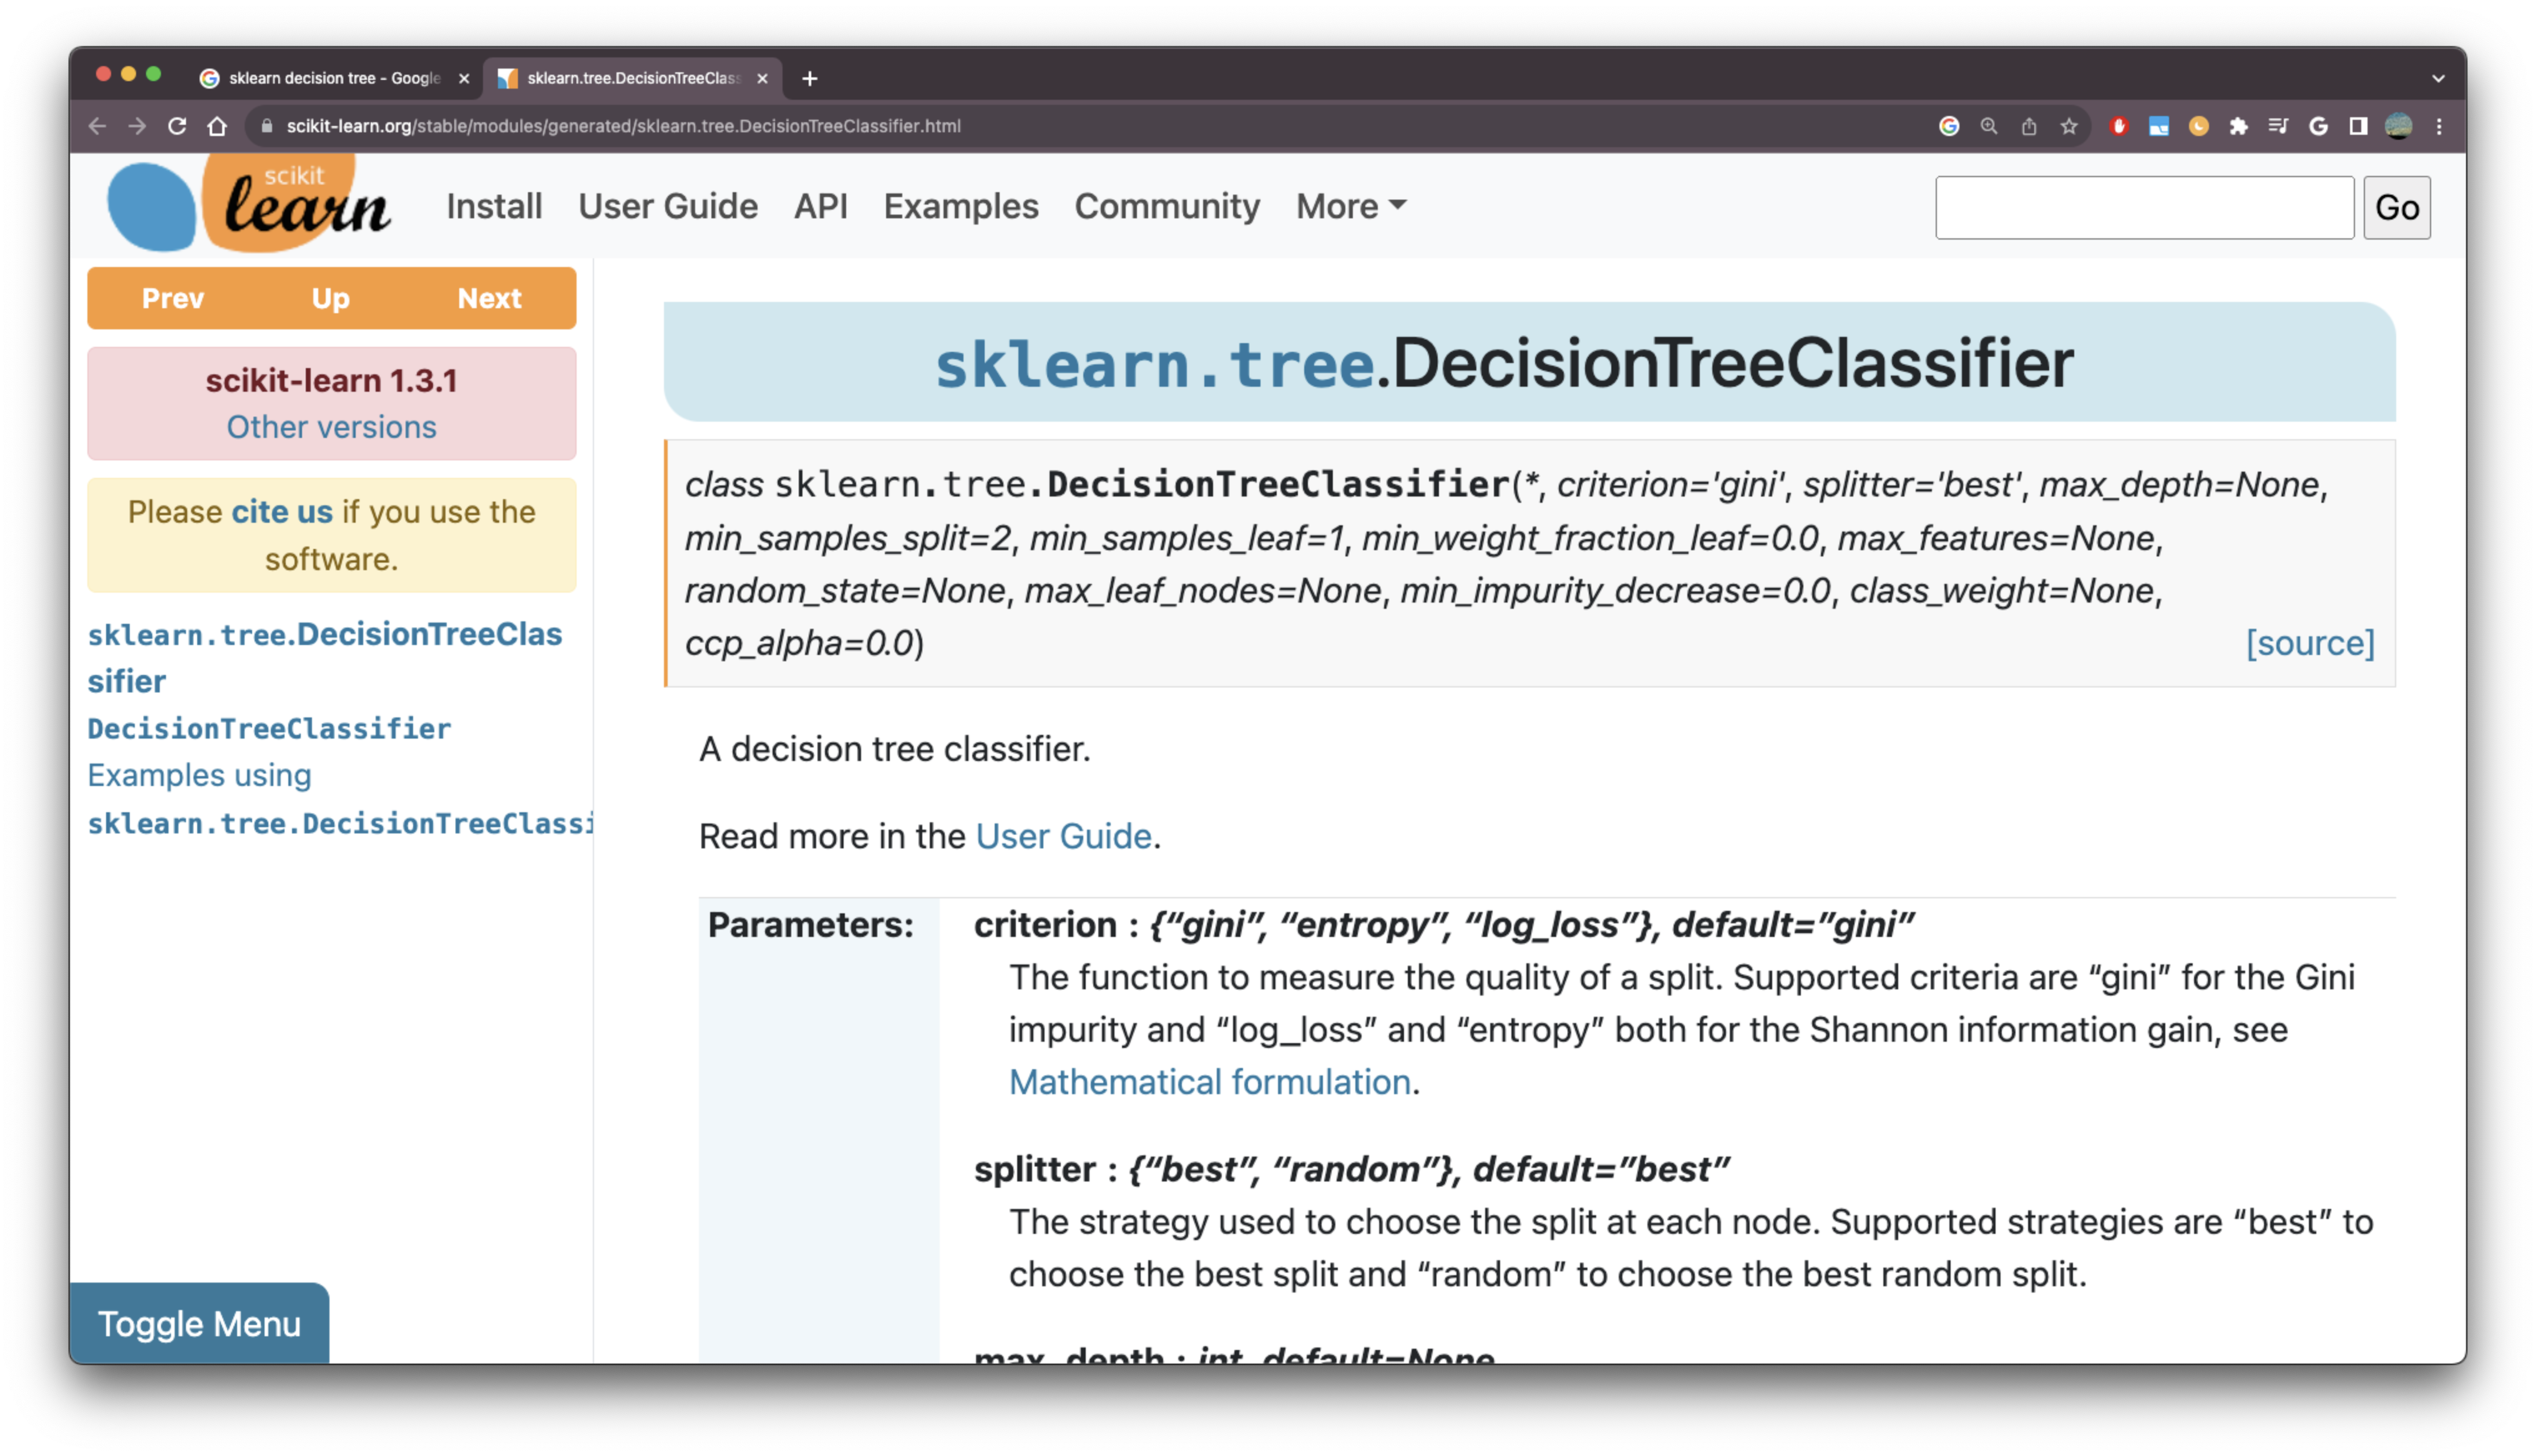 sklearn decision tree - Google
sklearn.tree.DecisionTreeClass
scikit-learn.org/stable/modules/generated/sklearn.tree.DecisionTreeClassifier.html
scikit
learn
Install User Guide API Examples Community More
Go
Prev Up Next
scikit-learn 1.3.1
Other versions
Please cite us if you use the
software.
sklearn.tree.DecisionTreeClas
sifier
DecisionTreeClassifier
Examples using
sklearn.tree.DecisionTreeClassi
Toggle Menu
sklearn.tree.DecisionTreeClassifier
class sklearn.tree.DecisionTreeClassifier(*, criterion='gini', splitter='best', max_depth=None,
min_samples_split=2, min_samples_leaf=1, min_weight_fraction_leaf=0.0, max_features=None,
random_state=None, max_leaf_nodes=None, min_impurity_decrease=0.0, class_weight=None,
ccp_alpha=0.0) [source]
A decision tree classifier.
Read more in the User Guide.
Parameters: criterion : {“gini”, “entropy”, “log_loss”}, default=”gini”
The function to measure the quality of a split. Supported criteria are “gini” for the Gini
impurity and “log_loss” and “entropy” both for the Shannon information gain, see
Mathematical formulation.
splitter : {“best”, “random”}, default=”best”
The strategy used to choose the split at each node. Supported strategies are “best” to
choose the best split and “random” to choose the best random split.
max_depth : int, default=None